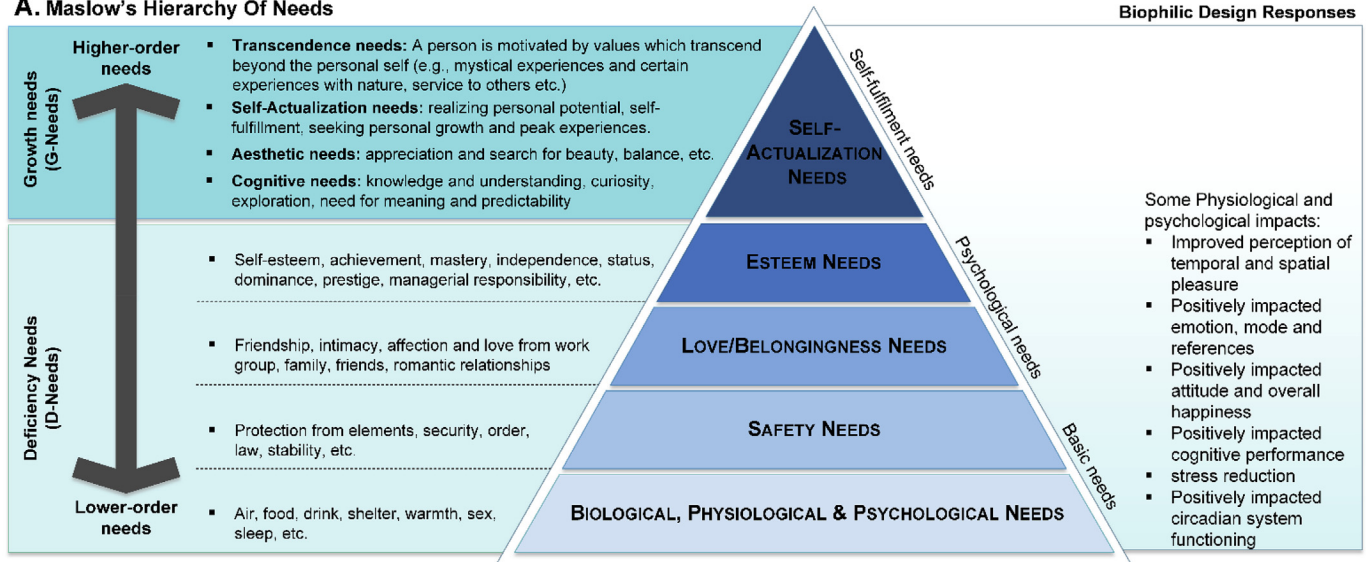 A. Maslow's Hierarchy Of Needs
Biophilic Design Responses
Higher-order
needs
Growth needs
(G-Needs)
▪ Transcendence needs: A person is motivated by values which transcend
beyond the personal self (e.g., mystical experiences and certain
experiences with nature, service to others etc.)
▪ Self-Actualization needs: realizing personal potential, self-
fulfillment, seeking personal growth and peak experiences.
▪ Aesthetic needs: appreciation and search for beauty, balance, etc.
▪ Cognitive needs: knowledge and understanding, curiosity,
exploration, need for meaning and predictability
Deficiency Needs
(D-Needs)
▪ Self-esteem, achievement, mastery, independence, status,
dominance, prestige, managerial responsibility, etc.
▪ Friendship, intimacy, affection and love from work
group, family, friends, romantic relationships
▪ Protection from elements, security, order,
law, stability, etc.
Lower-order
needs
▪ Air, food, drink, shelter, warmth, sex,
sleep, etc.
SELF-
ACTUALIZATION
NEEDS
ESTEEM NEEDS
LOVE/BELONGINGNESS NEEDS
SAFETY NEEDS
BIOLOGICAL, PHYSIOLOGICAL & PSYCHOLOGICAL NEEDS
Self-fulfilment needs
Psychological needs
Basic needs
Some Physiological and
psychological impacts:
▪ Improved perception of
temporal and spatial
pleasure
▪ Positively impacted
emotion, mode and
references
▪ Positively impacted
attitude and overall
happiness
▪ Positively impacted
cognitive performance
▪ stress reduction
▪ Positively impacted
circadian system
functioning